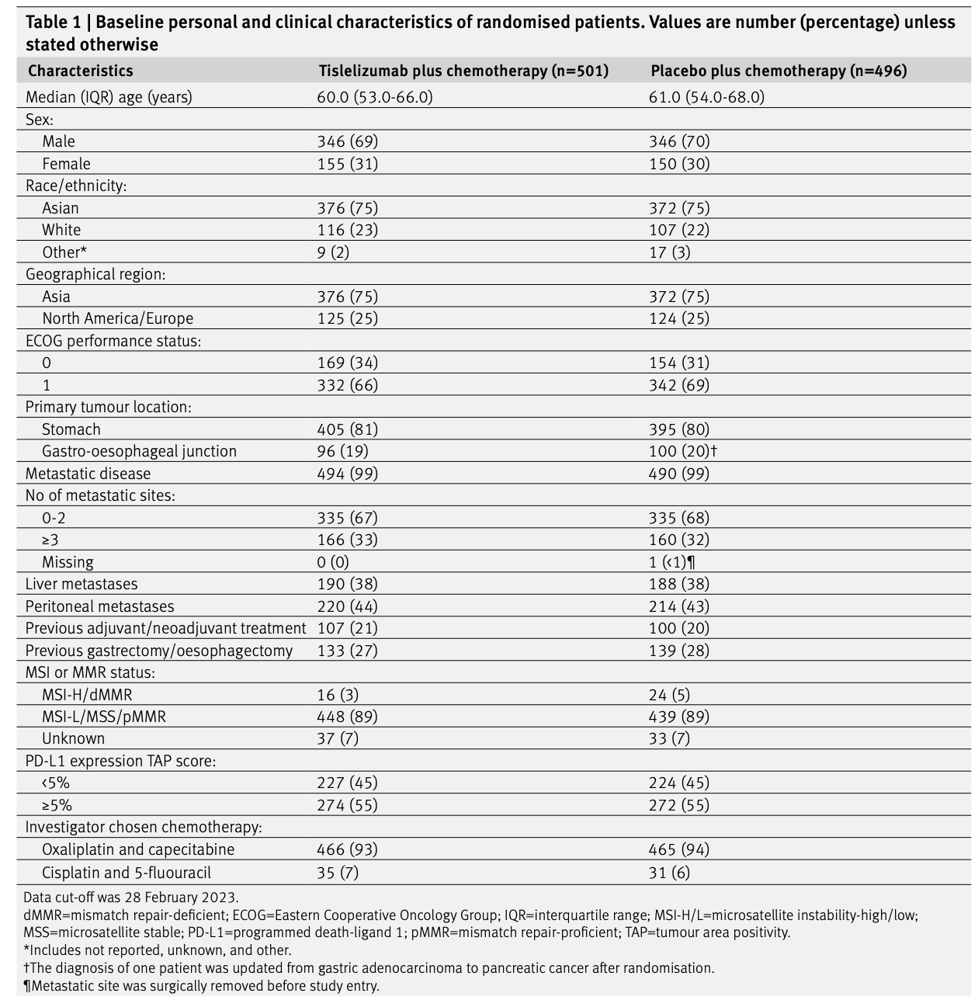 Table 1 | Baseline personal and clinical characteristics of randomised patients. Values are number (percentage) unless
stated otherwise
Characteristics Tislelizumab plus chemotherapy (n=501) Placebo plus chemotherapy (n=496)
Median (IQR) age (years) 60.0 (53.0-66.0) 61.0 (54.0-68.0)
Sex:
Male 346 (69) 346 (70)
Female 155 (31) 150 (30)
Race/ethnicity:
Asian 376 (75) 372 (75)
White 116 (23) 107 (22)
Other* 9 (2) 17 (3)
Geographical region:
Asia 376 (75) 372 (75)
North America/Europe 125 (25) 124 (25)
ECOG performance status:
0 169 (34) 154 (31)
1 332 (66) 342 (69)
Primary tumour location:
Stomach 405 (81) 395 (80)
Gastro-oesophageal junction 96 (19) 100 (20)†
Metastatic disease 494 (99) 490 (99)
No of metastatic sites:
0-2 335 (67) 335 (68)
≥3 166 (33) 160 (32)
Missing 0 (0) 1 (<1)¶
Liver metastases 190 (38) 188 (38)
Peritoneal metastases 220 (44) 214 (43)
Previous adjuvant/neoadjuvant treatment 107 (21) 100 (20)
Previous gastrectomy/oesophagectomy 133 (27) 139 (28)
MSI or MMR status:
MSI-H/dMMR 16 (3) 24 (5)
MSI-L/MSS/pMMR 448 (89) 439 (89)
Unknown 37 (7) 33 (7)
PD-L1 expression TAP score:
<5% 227 (45) 224 (45)
≥5% 274 (55) 272 (55)
Investigator chosen chemotherapy:
Oxaliplatin and capecitabine 466 (93) 465 (94)
Cisplatin and 5-fluouracil 35 (7) 31 (6)
Data cut-off was 28 February 2023.
dMMR=mismatch repair-deficient; ECOG=Eastern Cooperative Oncology Group; IQR=interquartile range; MSI-H/L=microsatellite instability-high/low;
MSS=microsatellite stable; PD-L1=programmed death-ligand 1; pMMR=mismatch repair-proficient; TAP=tumour area positivity.
*Includes not reported, unknown, and other.
†The diagnosis of one patient was updated from gastric adenocarcinoma to pancreatic cancer after randomisation.
¶Metastatic site was surgically removed before study entry.